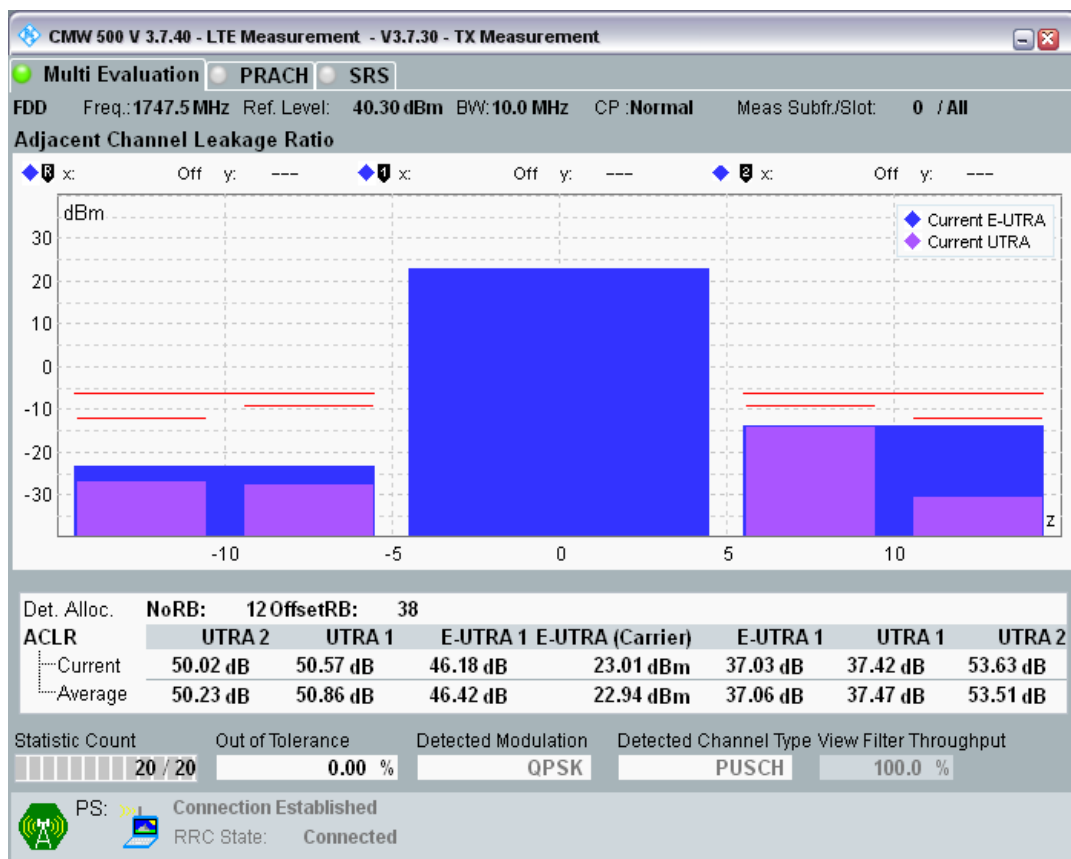 CMW 500 V 3.7.40 - LTE Measurement - V3.7.30 - TX Measurement
Multi Evaluation PRACH SRS
FDD Freq.: 1747.5 MHz Ref. Level: 40.30 dBm BW: 10.0 MHz CP :Normal Meas Subfr./Slot: 0 / All
Adjacent Channel Leakage Ratio
R x: Off y: --- 1 x: Off y: --- 2 x: Off y: ---
dBm
Current E-UTRA
Current UTRA
30
20
10
0
-10
-20
-30
z
-10 -5 0 5 10
Det. Alloc. NoRB: 12 OffsetRB: 38
ACLR UTRA 2 UTRA 1 E-UTRA 1 E-UTRA (Carrier) E-UTRA 1 UTRA 1 UTRA 2
Current 50.02 dB 50.57 dB 46.18 dB 23.01 dBm 37.03 dB 37.42 dB 53.63 dB
Average 50.23 dB 50.86 dB 46.42 dB 22.94 dBm 37.06 dB 37.47 dB 53.51 dB
Statistic Count Out of Tolerance Detected Modulation Detected Channel Type View Filter Throughput
20 / 20 0.00 % QPSK PUSCH 100.0 %
PS: Connection Established
RRC State: Connected